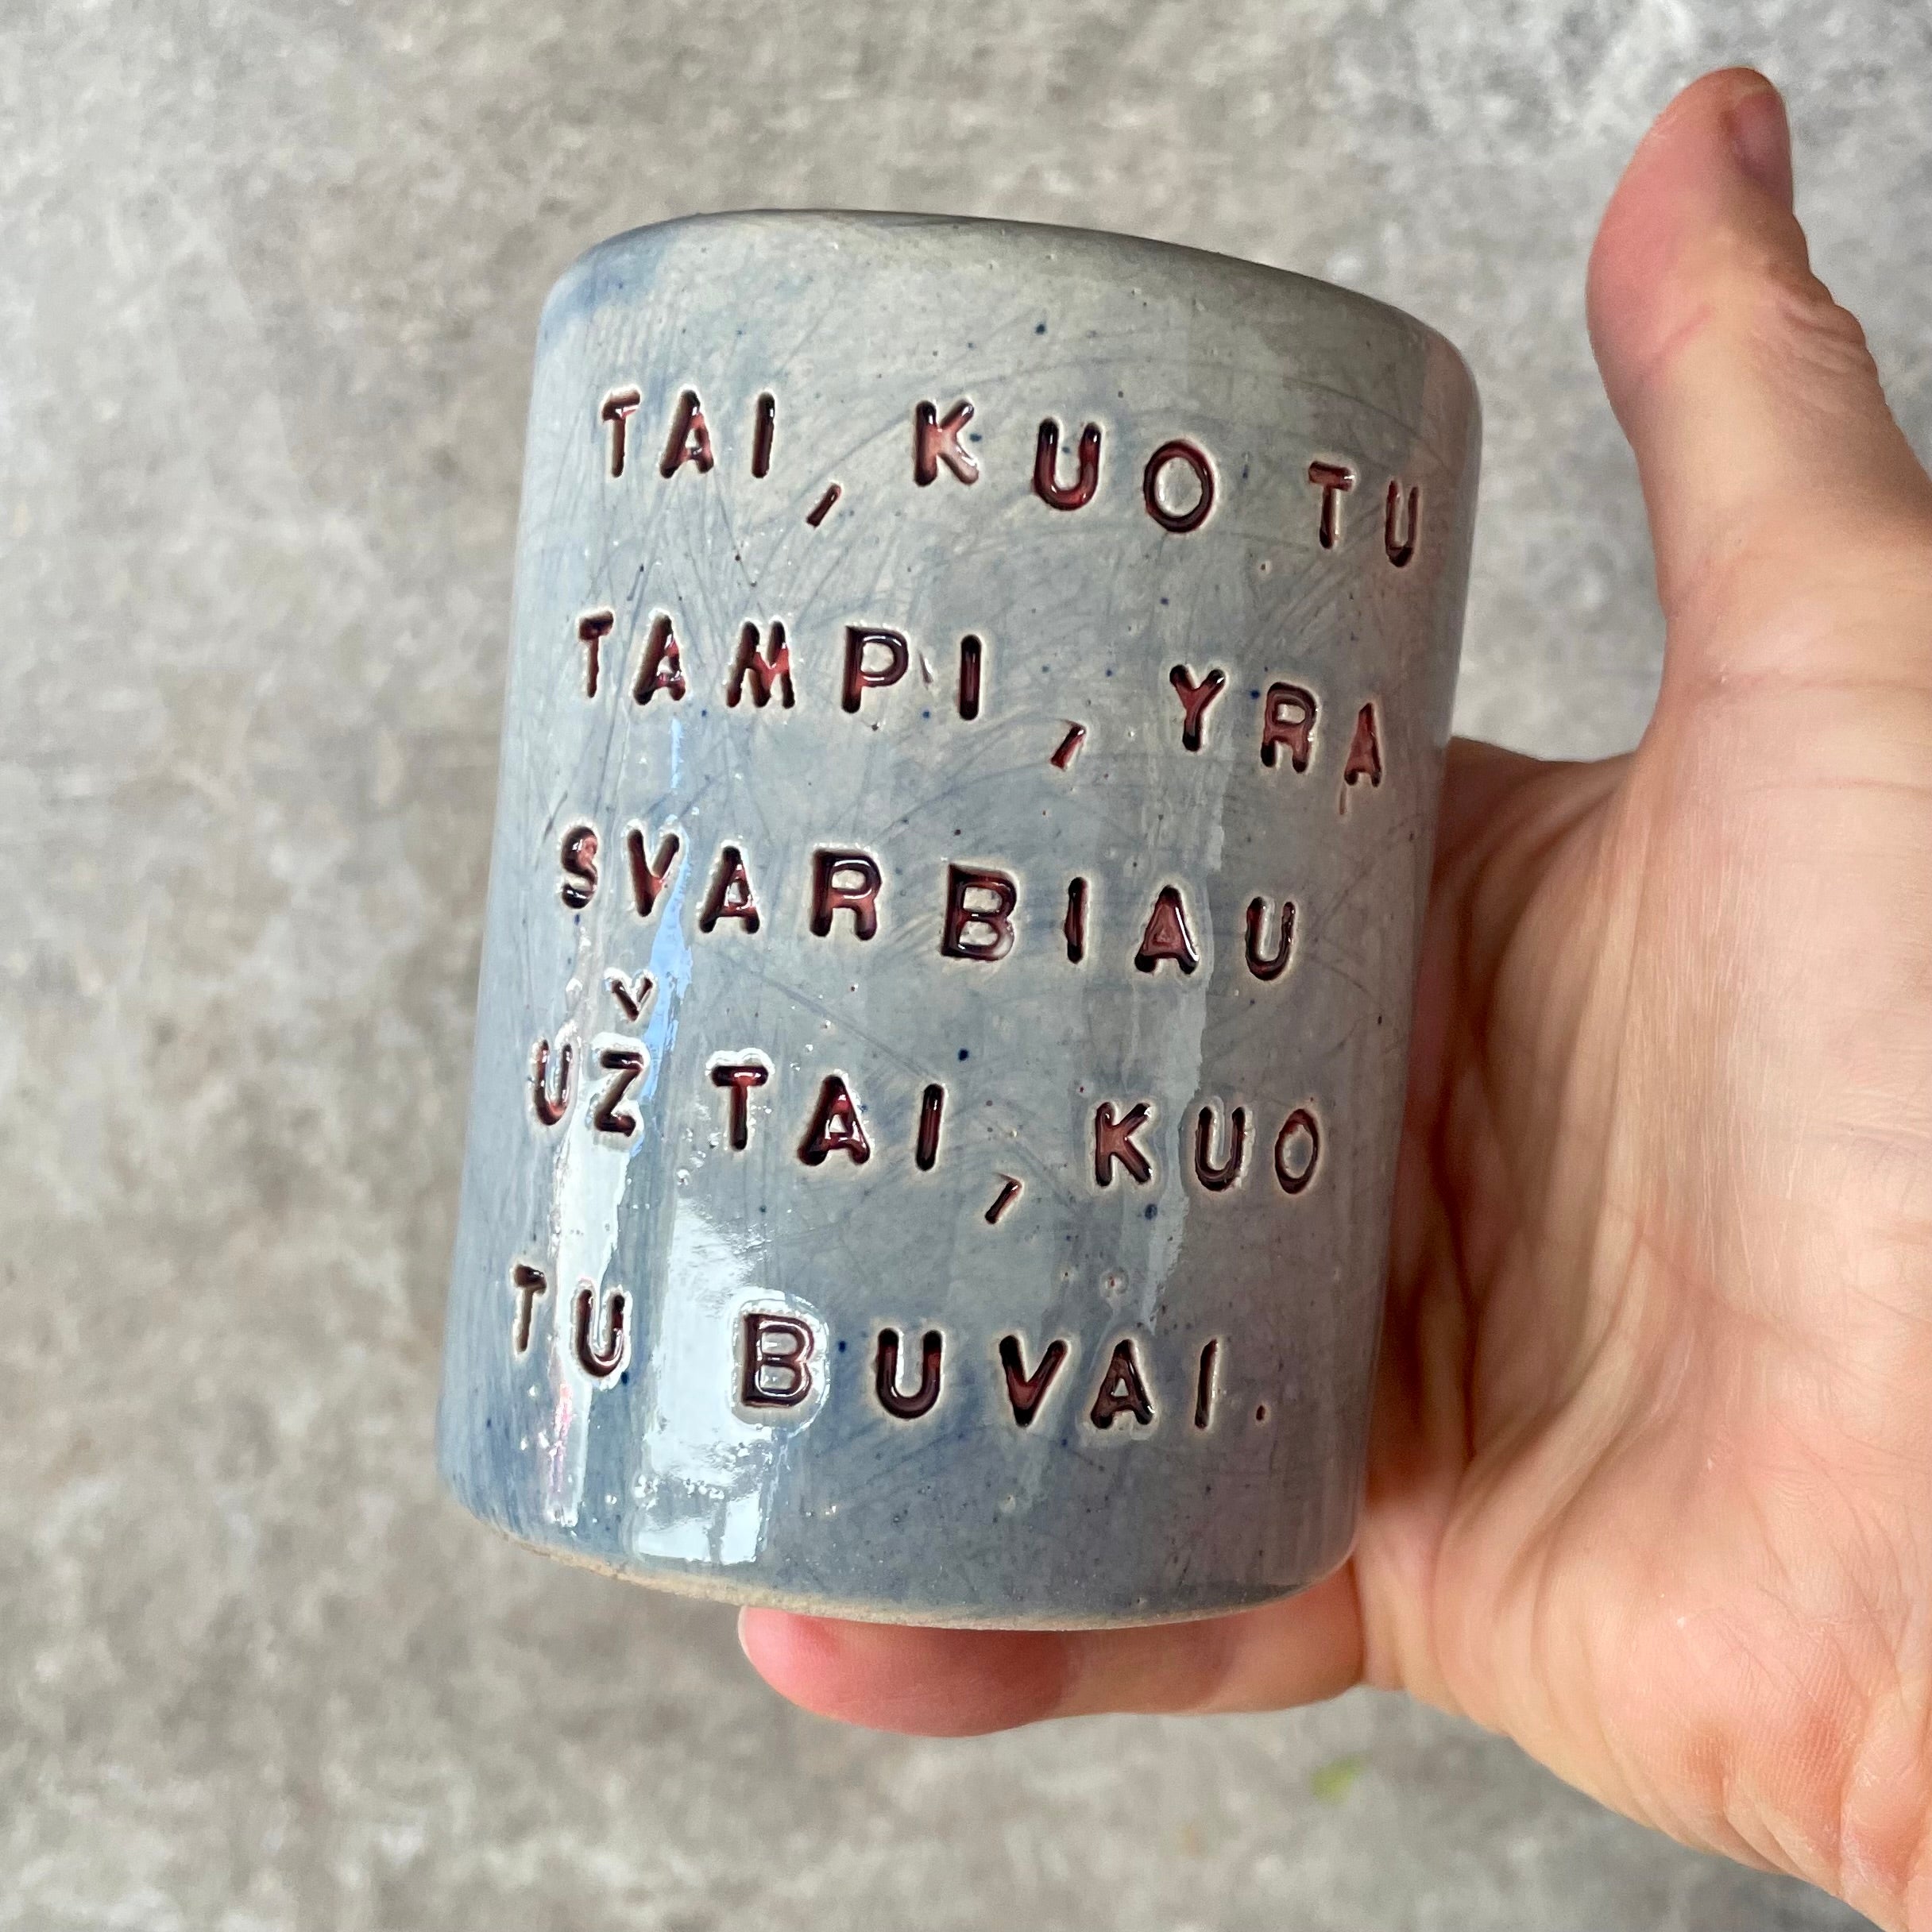 TAI, KUO TU
TAMPI, YRA
SVARBIAU
UŽ TAI, KUO
TU BUVAI.